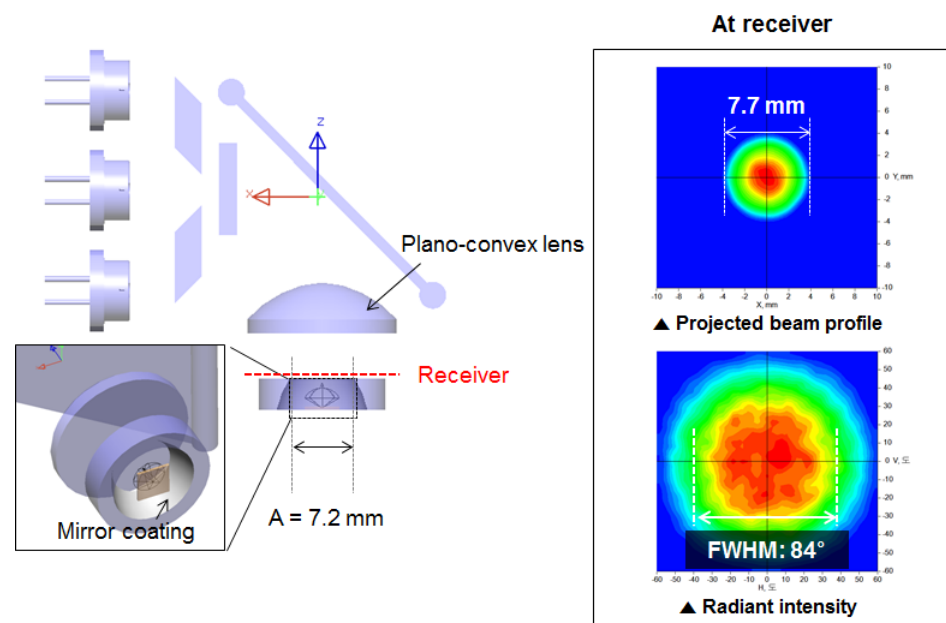 At receiver
z
x
Plano-convex lens
Receiver
Mirror coating
A = 7.2 mm
10
8
6
4
2
0 Y, mm
-2
-4
-6
-8
-10
7.7 mm
-10 -8 -6 -4 -2 0 2 4 6 8 10
X, mm
▲ Projected beam profile
60
50
40
30
20
10
0 V, 도
-10
-20
-30
-40
-50
-60
FWHM: 84°
-60 -50 -40 -30 -20 -10 0 10 20 30 40 50 60
H, 도
▲ Radiant intensity